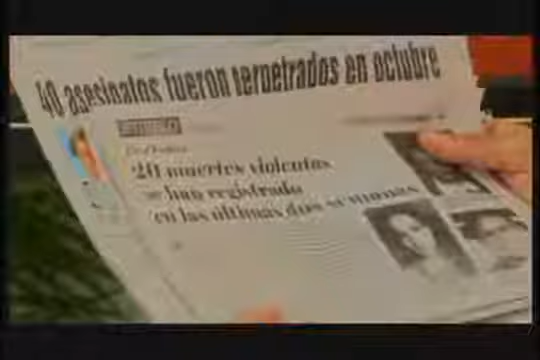 40 asesinatos fueron perpetrados en octubre
20 muertes violentas
se han registrado
en las últimas dos semanas